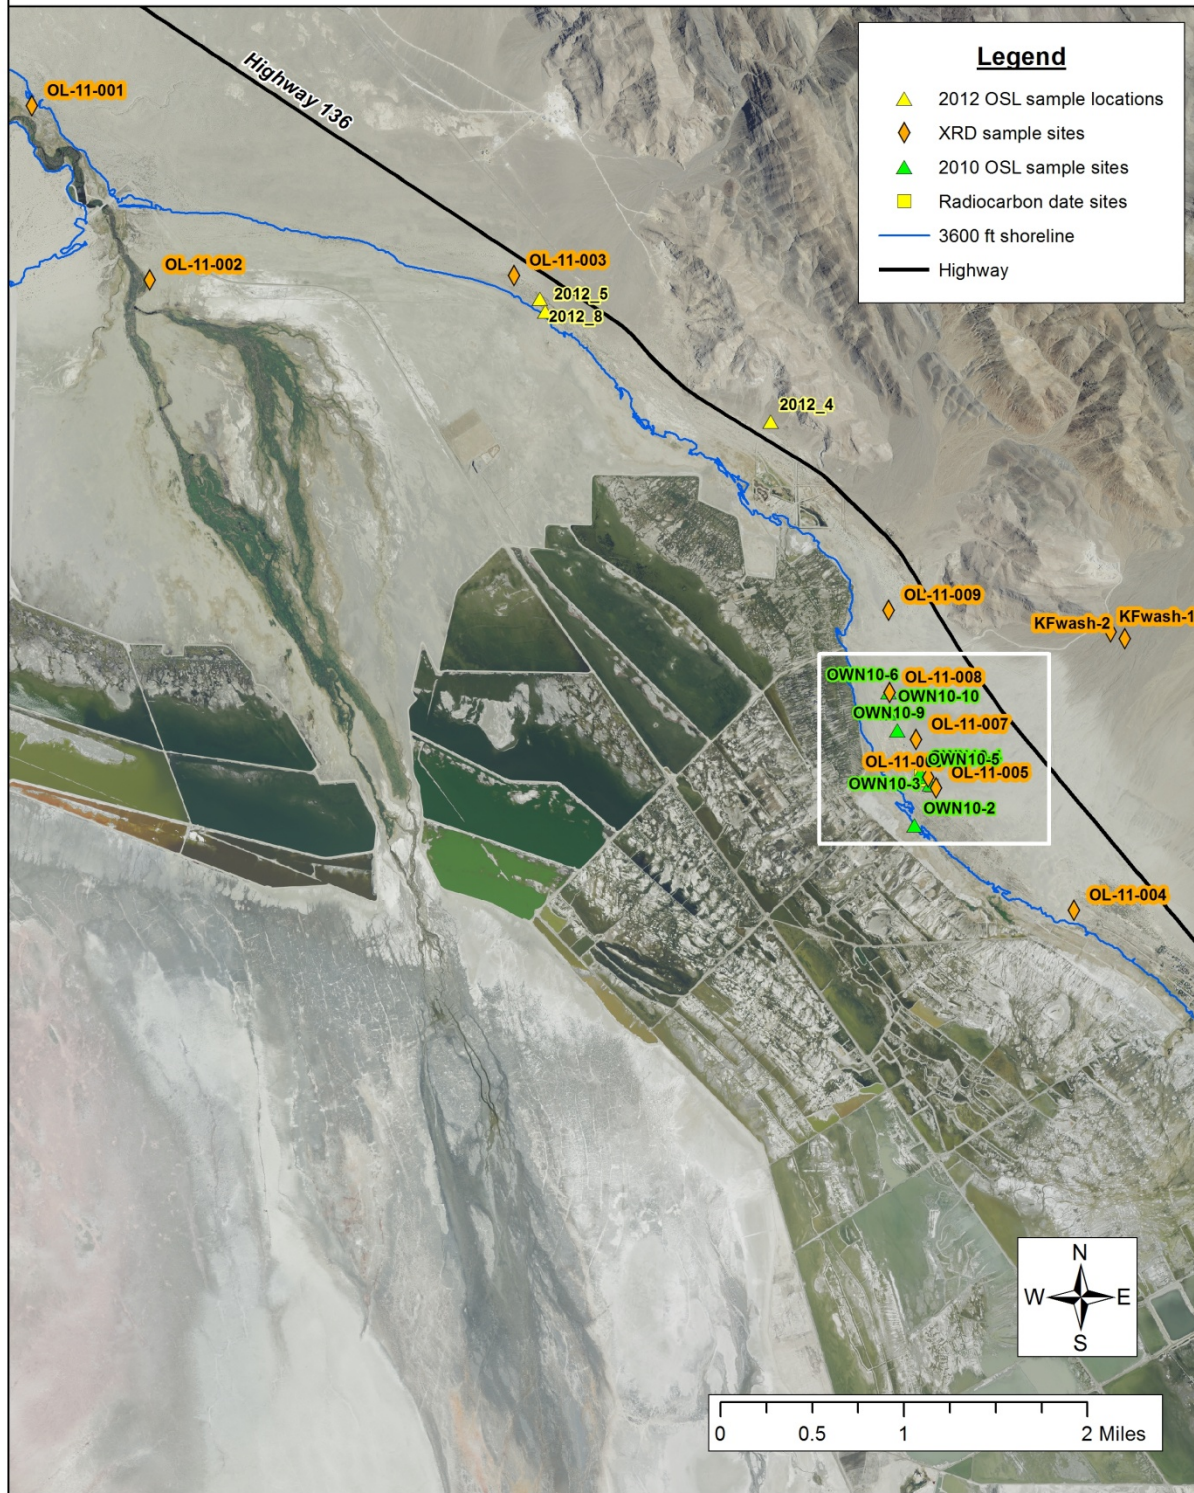 OL-11-001
Highway 136
Legend
2012 OSL sample locations
XRD sample sites
2010 OSL sample sites
Radiocarbon date sites
3600 ft shoreline
Highway
OL-11-002
OL-11-003
2012_5
2012_8
2012_4
OL-11-009
KFwash-2
KFwash-1
OWN10-6
OL-11-008
OWN10-10
OWN10-9
OL-11-007
OWN10-5
OL-11-005
OWN10-3
OWN10-2
OL-11-004
N
W
E
S
0
0.5
1
2 Miles